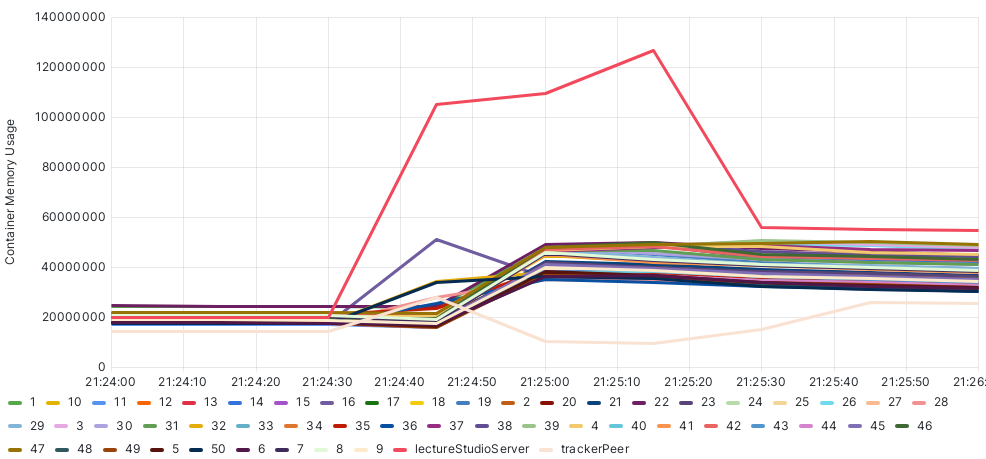 140000000
120000000
100000000
80000000
60000000
40000000
20000000
0
Container Memory Usage
21:24:00 21:24:10 21:24:20 21:24:30 21:24:40 21:24:50 21:25:00 21:25:10 21:25:20 21:25:30 21:25:40 21:25:50 21:26:
1 10 11 12 13 14 15 16 17 18 19 2 20 21 22 23 24 25 26 27 28
29 3 30 31 32 33 34 35 36 37 38 39 4 40 41 42 43 44 45 46
47 48 49 5 50 6 7 8 9 lectureStudioServer trackerPeer